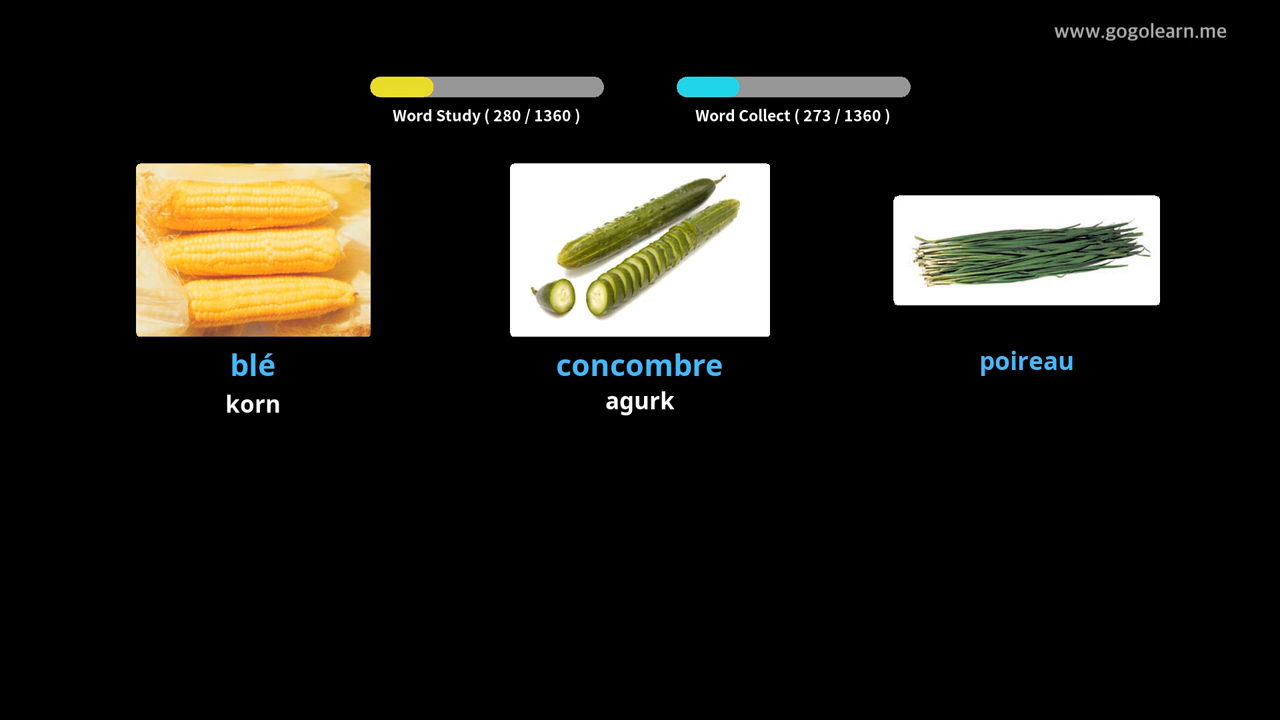 www.gogolearn.me
Word Study ( 280 / 1360 )
Word Collect ( 273 / 1360 )
blé
korn
concombre
agurk
poireau